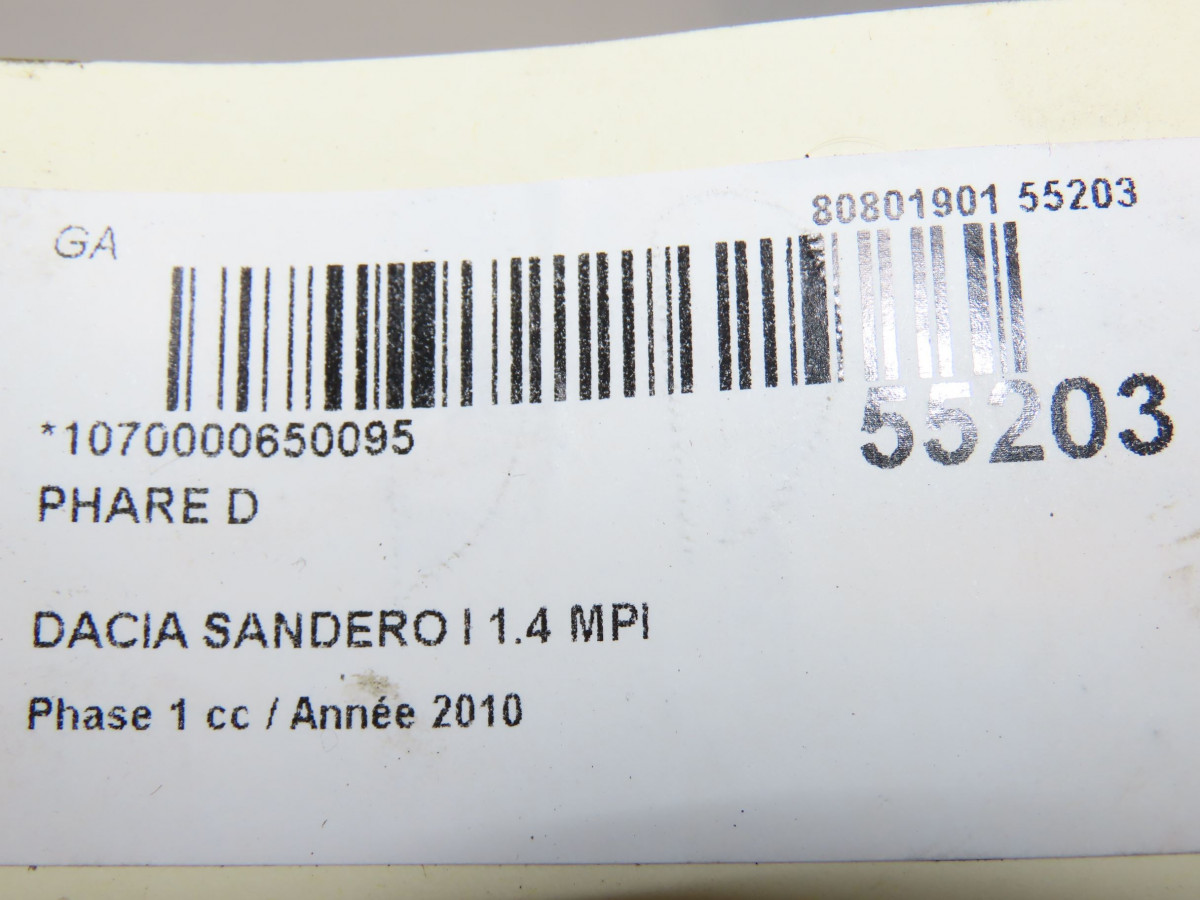 GA
80801901 55203
*1070000650095
55203
PHARE D
DACIA SANDERO I 1.4 MPI
Phase 1 cc / Année 2010